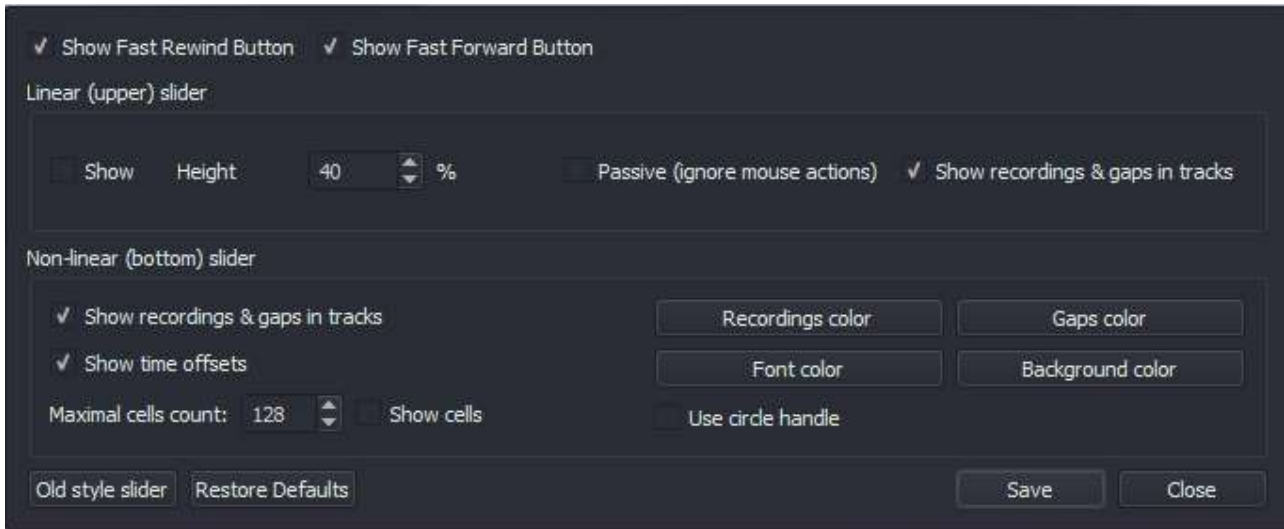 Show Fast Rewind Button Show Fast Forward Button
Linear (upper) slider
Show Height 40 % Passive (ignore mouse actions) Show recordings & gaps in tracks
Non-linear (bottom) slider
Show recordings & gaps in tracks Recordings color Gaps color
Show time offsets Font color Background color
Maximal cells count: 128 Show cells Use circle handle
Old style slider Restore Defaults Save Close